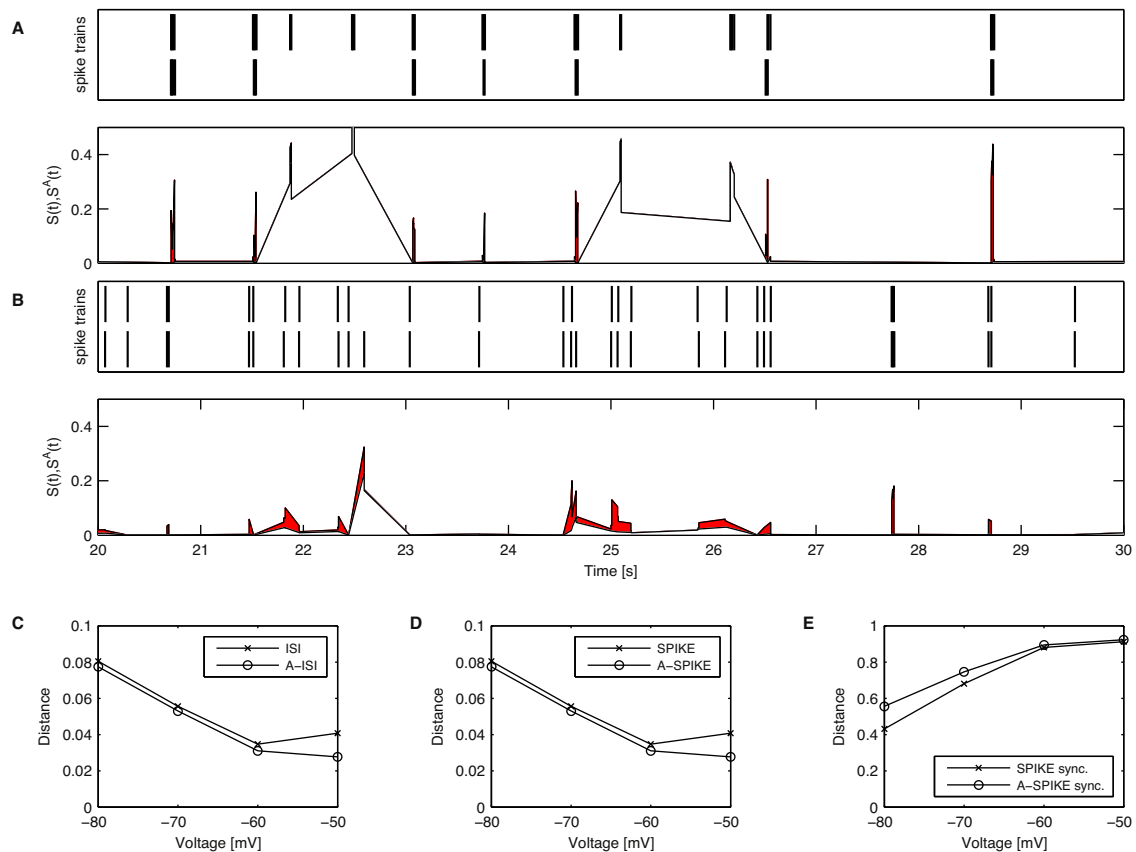 A
spike trains
S(t),S^A(t)
0.4
0.2
0
B
spike trains
S(t),S^A(t)
0.4
0.2
0
20 21 22 23 24 25 26 27 28 29 30
Time [s]
C
Distance
0.1
0.08
0.06
0.04
0.02
0
ISI
A−ISI
−80 −70 −60 −50
Voltage [mV]
D
Distance
0.1
0.08
0.06
0.04
0.02
0
SPIKE
A−SPIKE
−80 −70 −60 −50
Voltage [mV]
E
Distance
1
0.8
0.6
0.4
0.2
0
SPIKE sync.
A−SPIKE sync.
−80 −70 −60 −50
Voltage [mV]